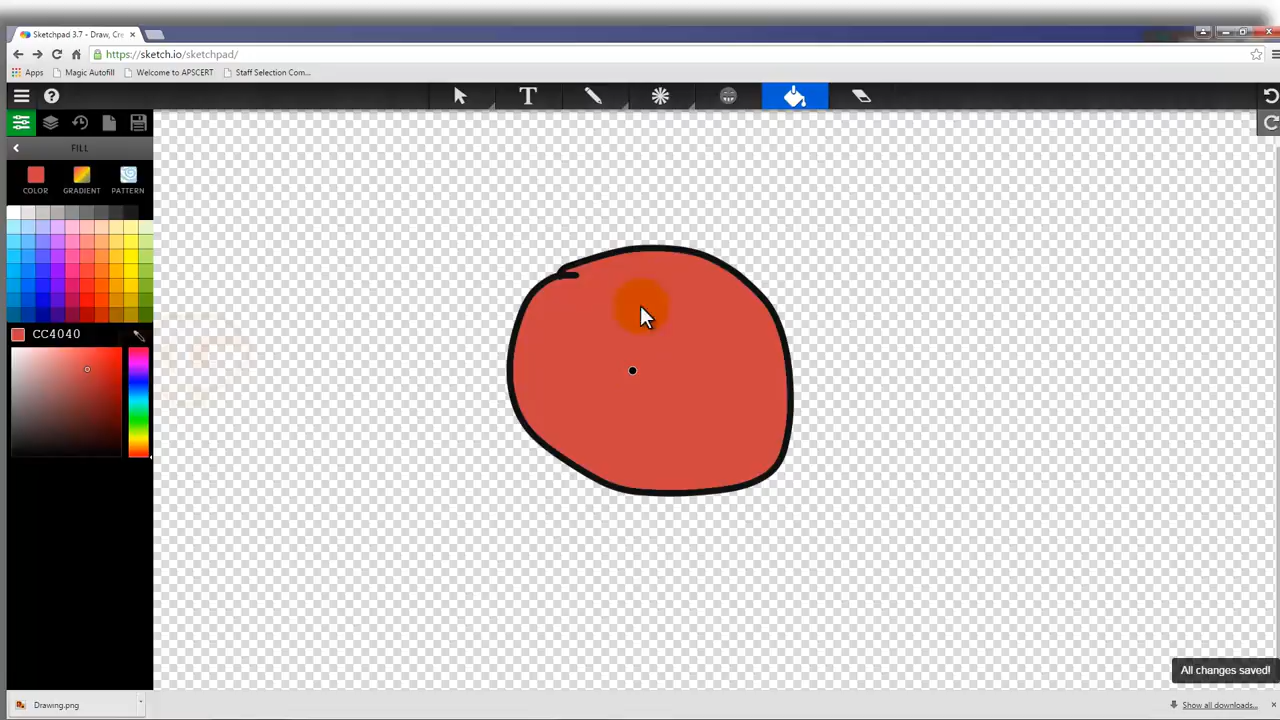 Sketchpad 3.7 - Draw, Cre
https://sketch.io/sketchpad/
Apps Magic Autofill Welcome to APSCERT Staff Selection Com...
T
FILL
COLOR GRADIENT PATTERN
CC4040
All changes saved!
Drawing.png
Show all downloads...